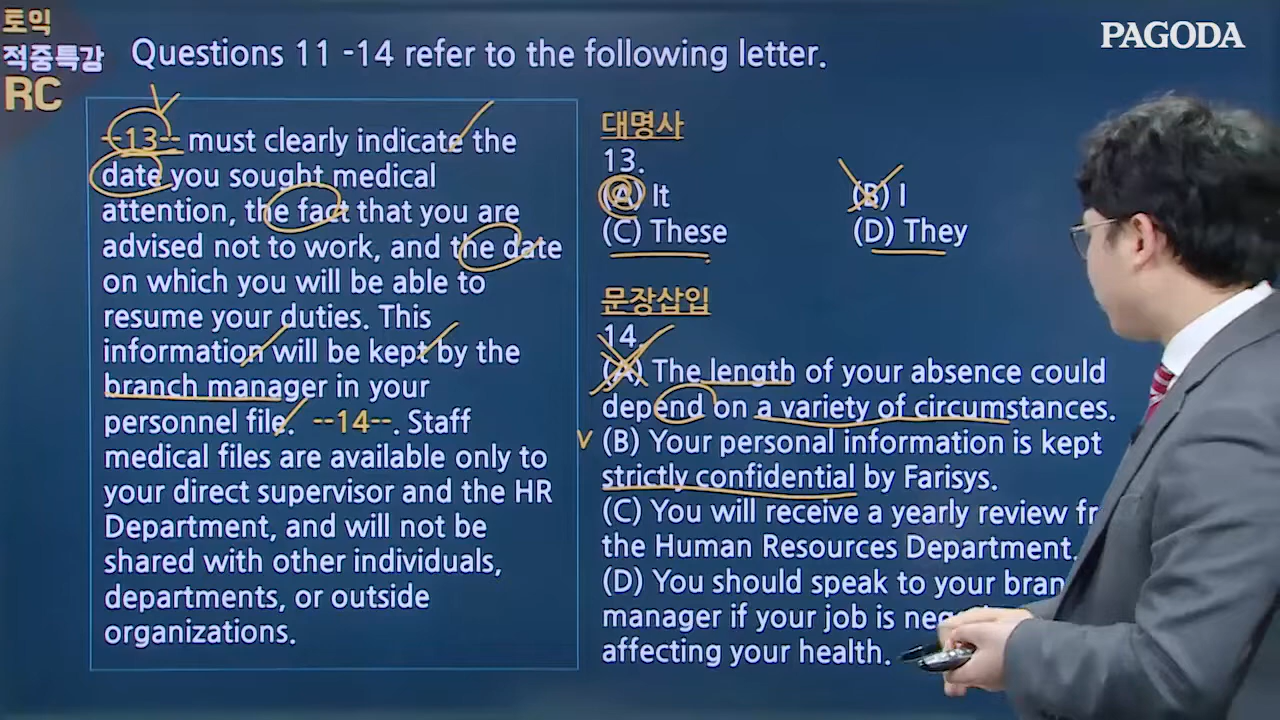 토익
적중특강
RC
Questions 11 -14 refer to the following letter.
PAGODA
--13-- must clearly indicate the
date you sought medical
attention, the fact that you are
advised not to work, and the date
on which you will be able to
resume your duties. This
information will be kept by the
branch manager in your
personnel file. --14--. Staff
medical files are available only to
your direct supervisor and the HR
Department, and will not be
shared with other individuals,
departments, or outside
organizations.
대명사
13.
(A) It
(B) I
(C) These
(D) They
문장삽입
14.
(A) The length of your absence could
depend on a variety of circumstances.
(B) Your personal information is kept
strictly confidential by Farisys.
(C) You will receive a yearly review
the Human Resources Department.
(D) You should speak to your
manager if your job is
affecting your health.